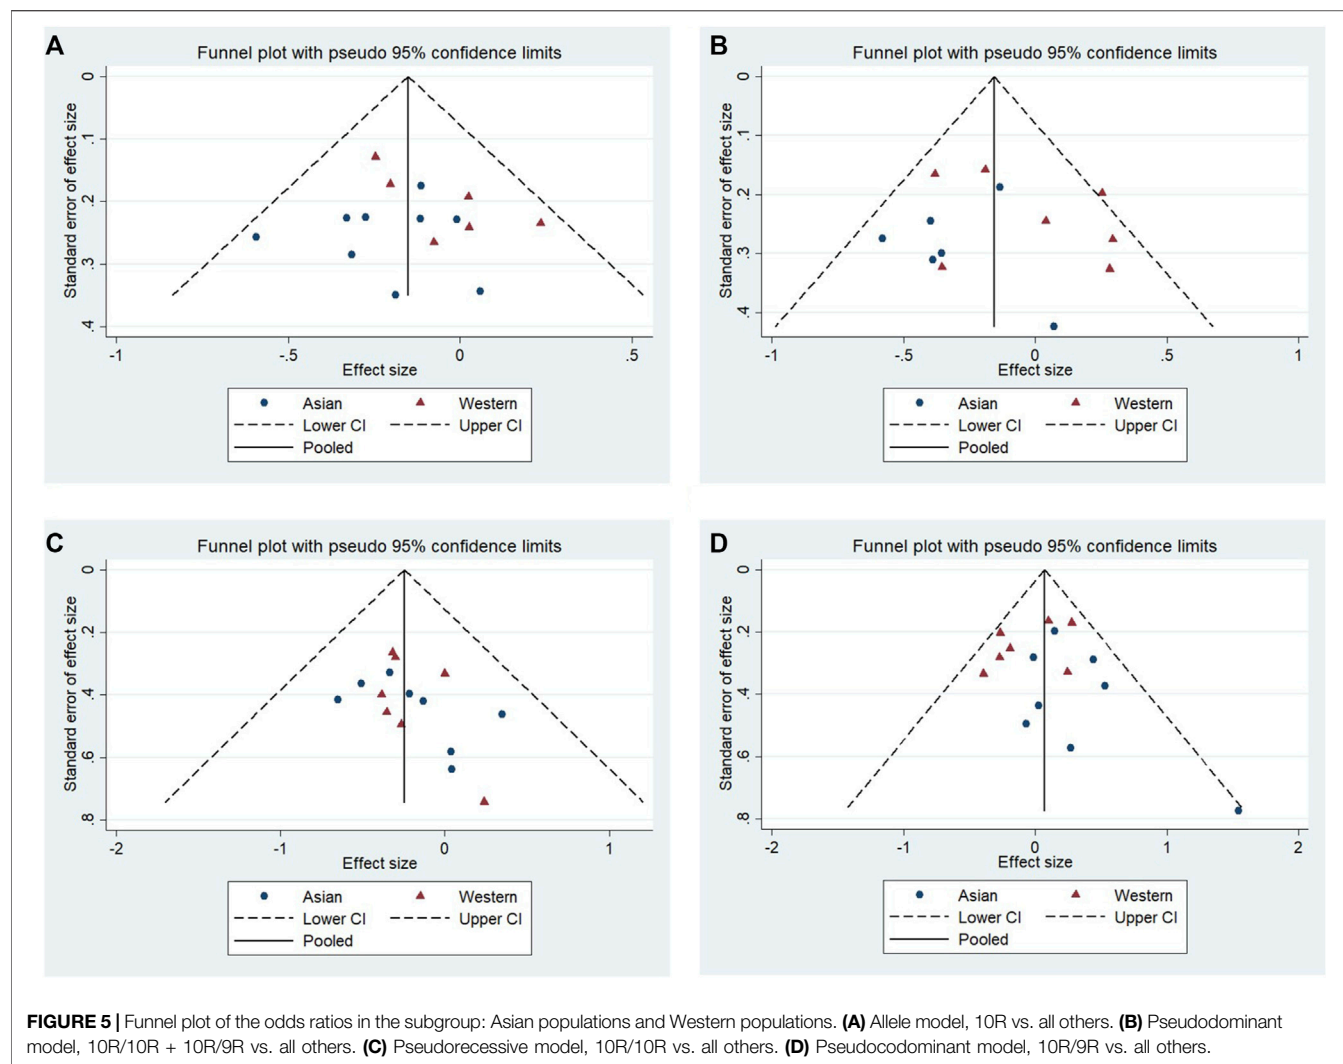 A
Funnel plot with pseudo 95% confidence limits
Standard error of effect size
0
.1
.2
.3
.4
-1
-.5
0
.5
Effect size
Asian
Western
Lower CI
Upper CI
Pooled
B
Funnel plot with pseudo 95% confidence limits
Standard error of effect size
0
.1
.2
.3
.4
-1
-.5
0
.5
1
Effect size
Asian
Western
Lower CI
Upper CI
Pooled
C
Funnel plot with pseudo 95% confidence limits
Standard error of effect size
0
.2
.4
.6
.8
-2
-1
0
1
Effect size
Asian
Western
Lower CI
Upper CI
Pooled
D
Funnel plot with pseudo 95% confidence limits
Standard error of effect size
0
.2
.4
.6
.8
-2
-1
0
1
2
Effect size
Asian
Western
Lower CI
Upper CI
Pooled
FIGURE 5 | Funnel plot of the odds ratios in the subgroup: Asian populations and Western populations. (A) Allele model, 10R vs. all others. (B) Pseudodominant
model, 10R/10R + 10R/9R vs. all others. (C) Pseudorecessive model, 10R/10R vs. all others. (D) Pseudocodominant model, 10R/9R vs. all others.